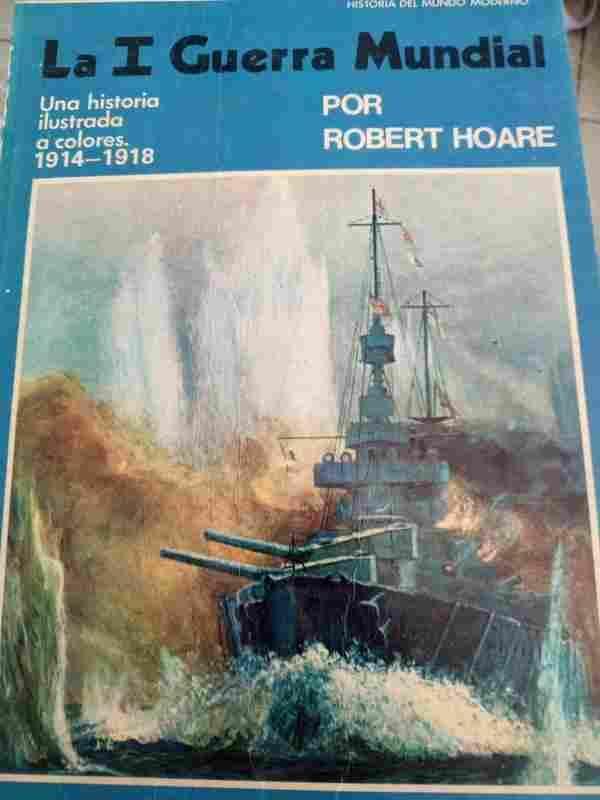 HISTORIA DEL MUNDO MODERNO
La I Guerra Mundial
Una historia
ilustrada
a colores.
1914–1918
POR
ROBERT HOARE